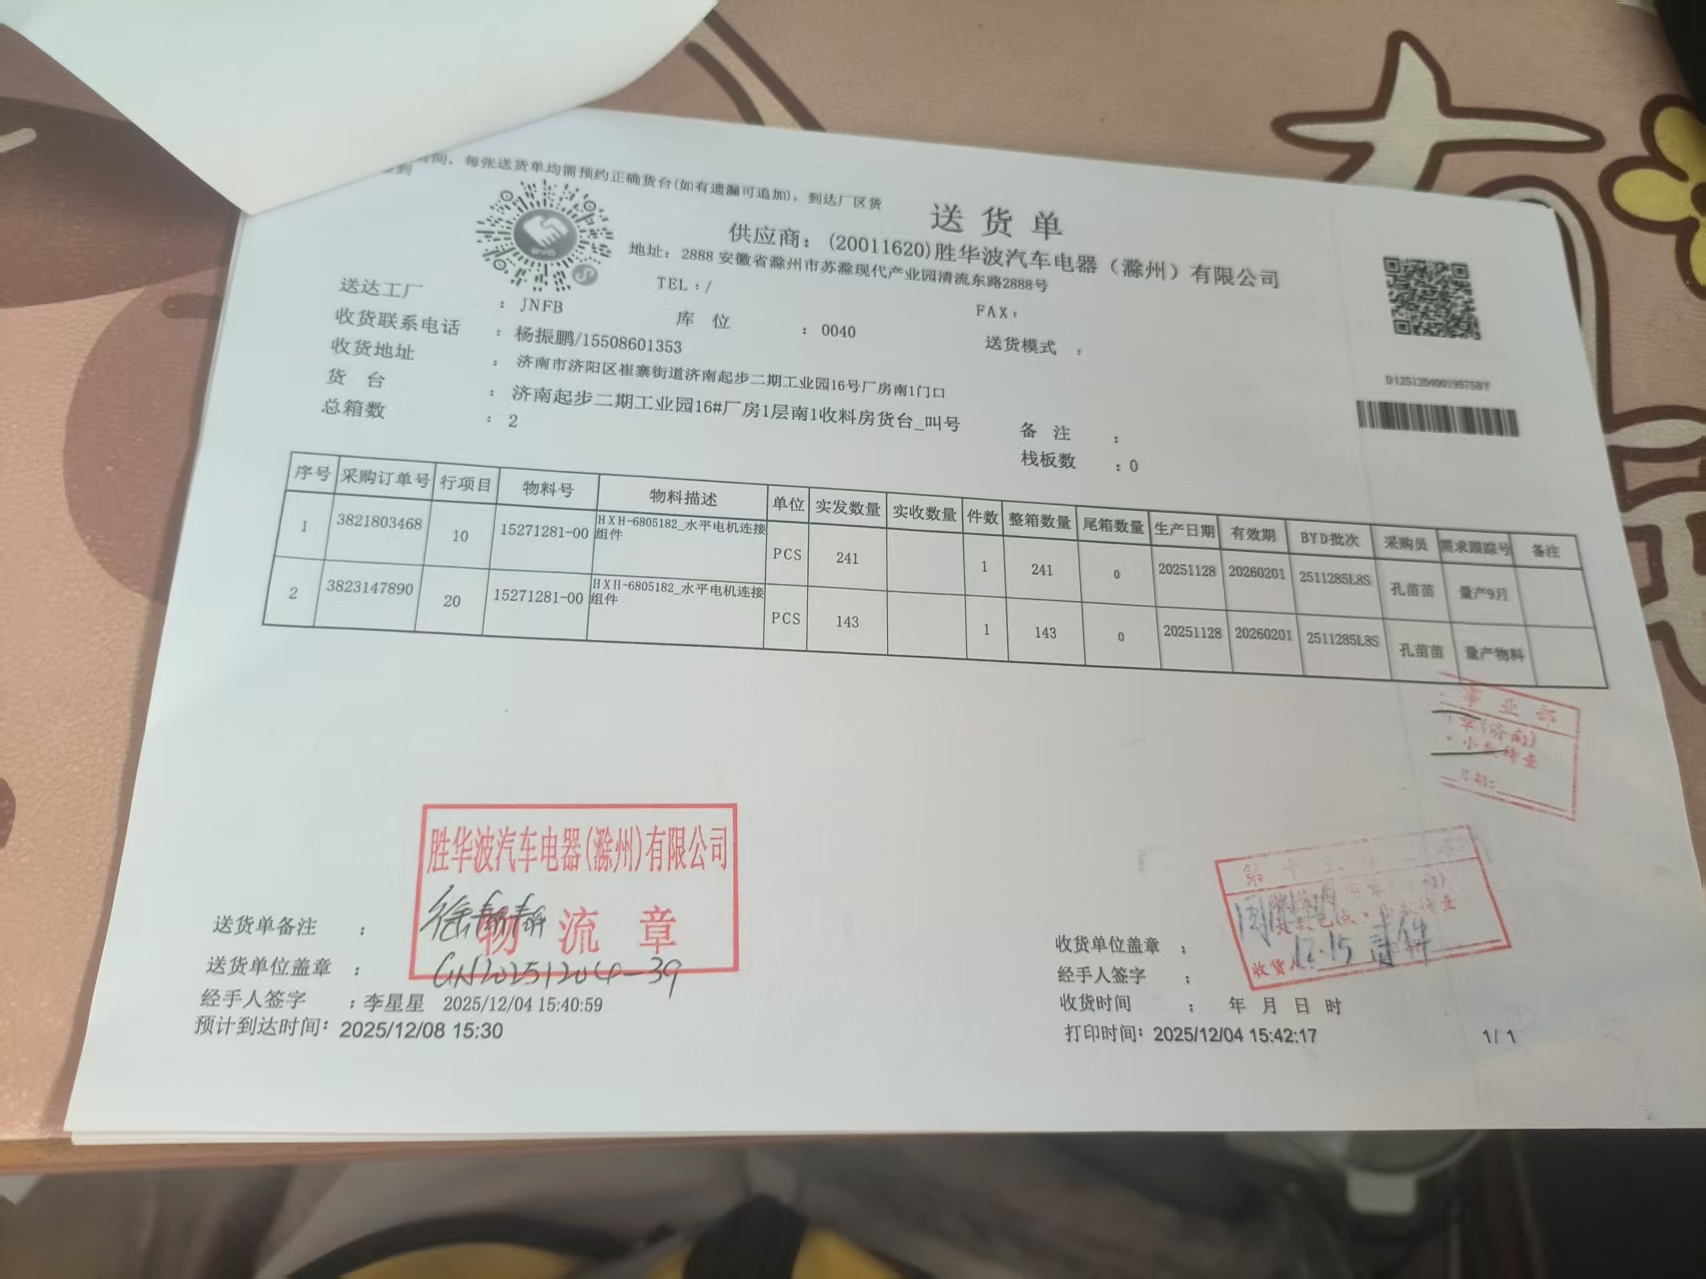 时间，每张送货单均需预约正确货台(如有遗漏可追加)，到达厂区货
到
送货单
供应商：(20011620)胜华波汽车电器（滁州）有限公司
地址：2888 安徽省滁州市苏滁现代产业园清流东路2888号
TEL：/
FAX：
送达工厂 ：JNFB
库 位 ：0040
送货模式 ：
收货联系电话 ：杨振鹏/15508601353
收货地址 ：济南市济阳区崔寨街道济南起步二期工业园16号厂房南1门口
货 台 ：济南起步二期工业园16#厂房1层南1收料房货台_叫号
备 注 ：
总箱数 ：2
栈板数 ：0
D12512040019575BY
序号 采购订单号 行项目 物料号 物料描述 单位 实发数量 实收数量 件数 整箱数量 尾箱数量 生产日期 有效期 BYD批次 采购员 需求跟踪号 备注
1 3821803468 10 15271281-00 HXH-6805182_水平电机连接组件 PCS 241 1 241 0 20251128 20260201 2511285L8S 孔苗苗 量产9月
2 3823147890 20 15271281-00 HXH-6805182_水平电机连接组件 PCS 143 1 143 0 20251128 20260201 2511285L8S 孔苗苗 量产物料
事业部
(济南)
胜华波汽车电器(滁州)有限公司
物流章
GN20251204-39
第十
收货人
12.15
送货单备注 ：
送货单位盖章 ：
经手人签字 ：李星星 2025/12/04 15:40:59
预计到达时间：2025/12/08 15:30
收货单位盖章 ：
经手人签字 ：
收货时间 ： 年 月 日 时
打印时间：2025/12/04 15:42:17
1/ 1